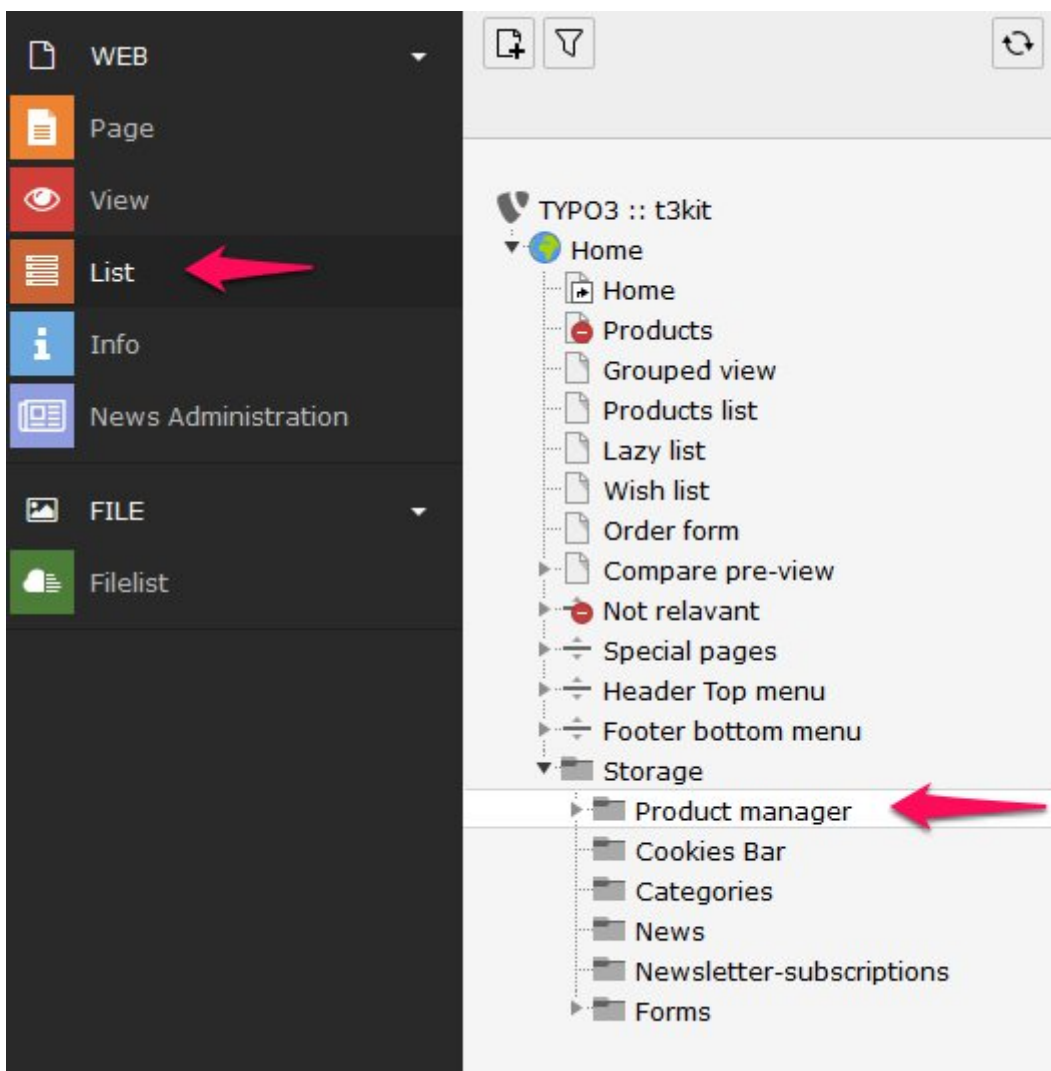 WEB
Page
View
List
Info
News Administration
FILE
Filelist
TYPO3 :: t3kit
Home
Home
Products
Grouped view
Products list
Lazy list
Wish list
Order form
Compare pre-view
Not relavant
Special pages
Header Top menu
Footer bottom menu
Storage
Product manager
Cookies Bar
Categories
News
Newsletter-subscriptions
Forms